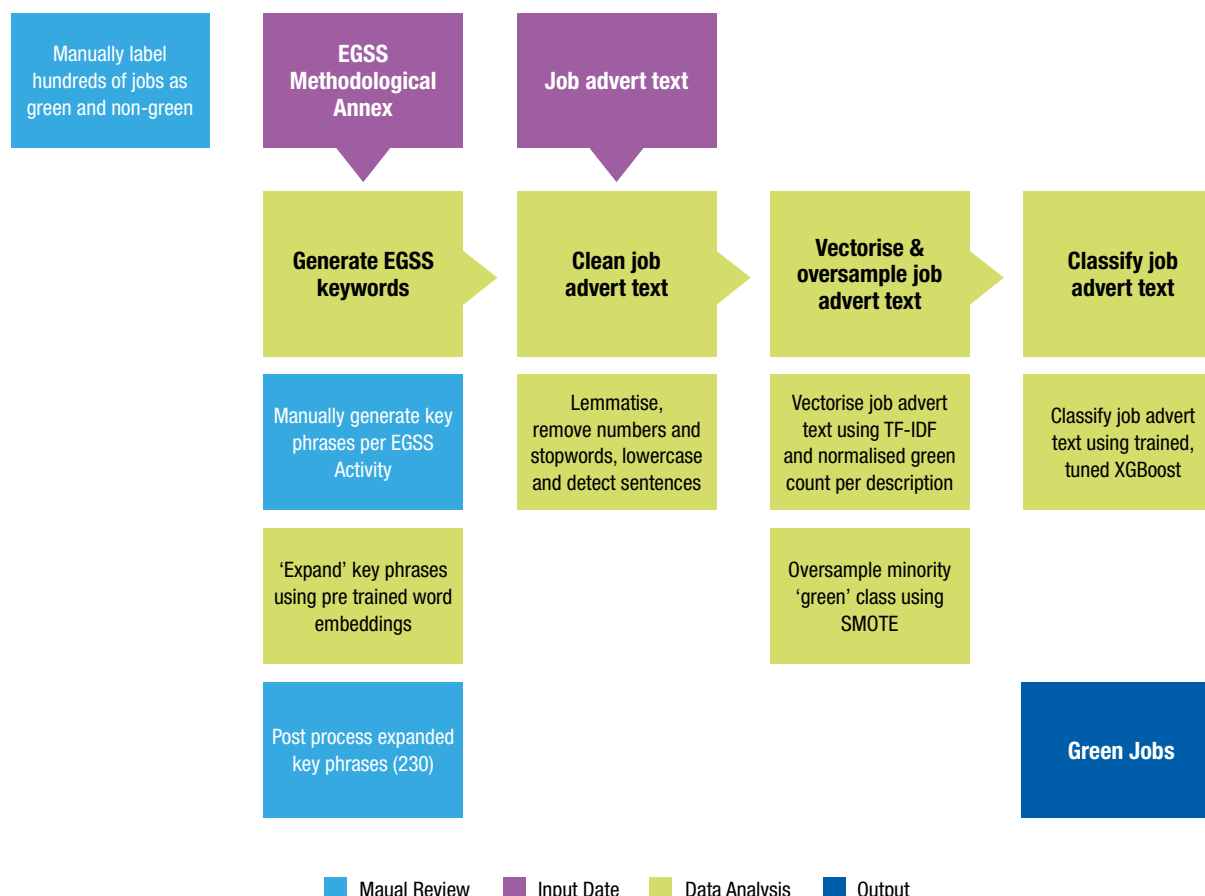 Manually label
hundreds of jobs as
green and non-green
EGSS
Methodological
Annex
Job advert text
Generate EGSS
keywords
Clean job
advert text
Vectorise &
oversample job
advert text
Classify job
advert text
Manually generate key
phrases per EGSS
Activity
Lemmatise,
remove numbers and
stopwords, lowercase
and detect sentences
Vectorise job advert
text using TF-IDF
and normalised green
count per description
Classify job advert
text using trained,
tuned XGBoost
‘Expand’ key phrases
using pre trained word
embeddings
Oversample minority
‘green’ class using
SMOTE
Post process expanded
key phrases (230)
Green Jobs
Maual Review
Input Date
Data Analysis
Output